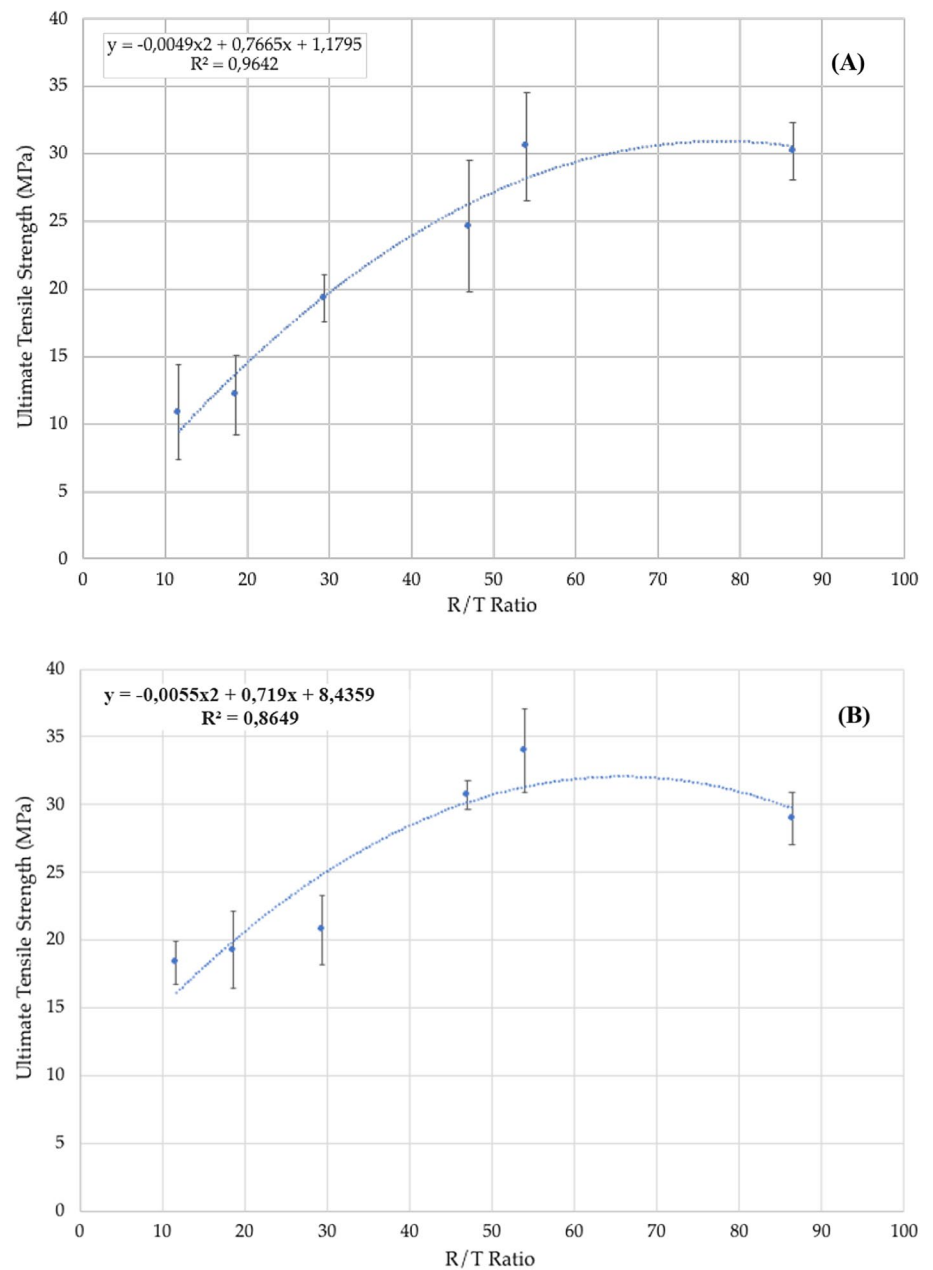 40
y = -0,0049x2 + 0,7665x + 1,1795
R² = 0,9642
(A)
35
30
25
20
15
10
5
0
Ultimate Tensile Strength (MPa)
0 10 20 30 40 50 60 70 80 90 100
R/T Ratio
40
y = -0,0055x2 + 0,719x + 8,4359
R² = 0,8649
(B)
35
30
25
20
15
10
5
0
Ultimate Tensile Strength (MPa)
0 10 20 30 40 50 60 70 80 90 100
R/T Ratio